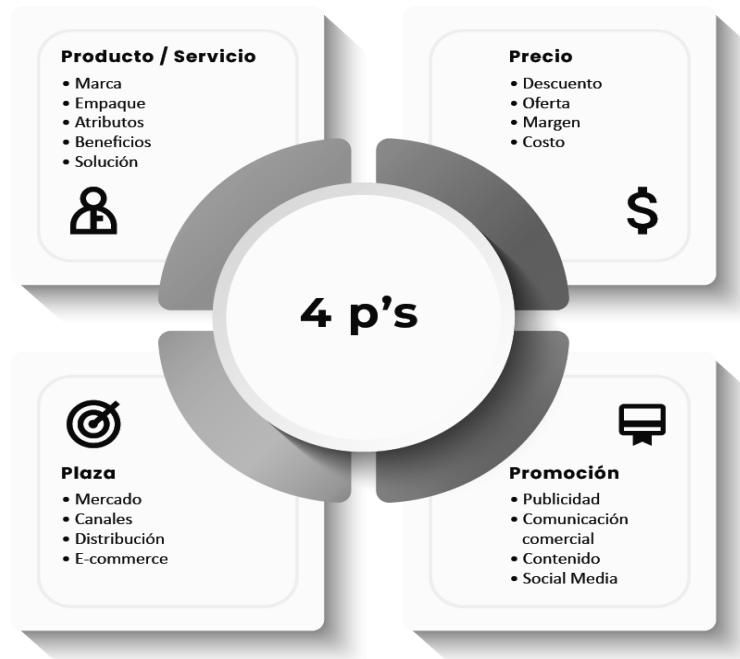 Producto / Servicio
• Marca
• Empaque
• Atributos
• Beneficios
• Solución
Precio
• Descuento
• Oferta
• Margen
• Costo
$
4 p's
Plaza
• Mercado
• Canales
• Distribución
• E-commerce
Promoción
• Publicidad
• Comunicación
comercial
• Contenido
• Social Media